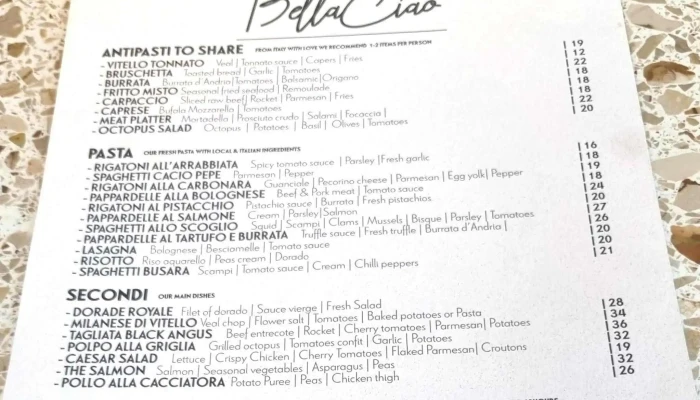 Bella Ciao
ANTIPASTI TO SHARE FROM ITALY WITH LOVE WE RECOMMEND 1-2 ITEMS PER PERSON
- VITELLO TONNATO Veal | Tonnato sauce | Capers | Fries | 19
- BRUSCHETTA Toasted bread | Garlic | Tomatoes | 12
- BURRATA Burrata d'Andria | Tomatoes | Balsamic | Origano | 22
- FRITTO MISTO Seasonal fried seafood | Remoulade | 18
- CARPACCIO Sliced raw beef | Rocket | Parmesan | Fries | 18
- CAPRESE Bufola Mozzarella | Tomatoes | 18
- MEAT PLATTER Mortadella | Prosciuto crudo | Salami | Focaccia | | 22
- OCTOPUS SALAD Octopus | Potatoes | Basil | Olives | Tomatoes | 20
PASTA OUR FRESH PASTA WITH LOCAL & ITALIAN INGREDIENTS
- RIGATONI ALL'ARRABBIATA Spicy tomato sauce | Parsley | Fresh garlic | 16
- SPAGHETTI CACIO PEPE Parmesan | Pepper | 18
- RIGATONI ALLA CARBONARA Guanciale | Pecorino cheese | Parmesan | Egg yolk | Pepper | 19
- PAPPARDELLE ALLA BOLOGNESE Beef & Pork meat | Tomato sauce | 18
- RIGATONI AL PISTACCHIO Pistachio sauce | Burrata | Fresh pistachios | 24
- PAPPARDELLE AL SALMONE Cream | Parsley | Salmon | 20
- SPAGHETTI ALLO SCOGLIO Squid | Scampi | Clams | Mussels | Bisque | Parsley | Tomatoes | 27
- PAPPARDELLE AL TARTUFO E BURRATA Truffle sauce | Fresh truffle | Burrata d'Andria | | 26
- LASAGNA Bolognese | Besciamelle | Tomato sauce | 20
- RISOTTO Riso aquarello | Peas cream | Dorado | 20
- SPAGHETTI BUSARA Scampi | Tomato sauce | Cream | Chilli peppers | 21
SECONDI OUR MAIN DISHES
- DORADE ROYALE Filet of dorado | Sauce vierge | Fresh Salad | 28
- MILANESE DI VITELLO Veal chop | Flower salt | Tomatoes | Baked potatoes or Pasta | 34
- TAGLIATA BLACK ANGUS Beef entrecote | Rocket | Cherry tomatoes | Parmesan | Potatoes | 36
- POLPO ALLA GRIGLIA Grilled octopus | Tomatoes confit | Garlic | Potatoes | 32
- CAESAR SALAD Lettuce | Crispy Chicken | Cherry Tomatoes | Flaked Parmesan | Croutons | 19
- THE SALMON Salmon | Seasonal vegetables | Asparagus | Peas | 32
- POLLO ALLA CACCIATORA Potato Puree | Peas | Chicken thigh | 26